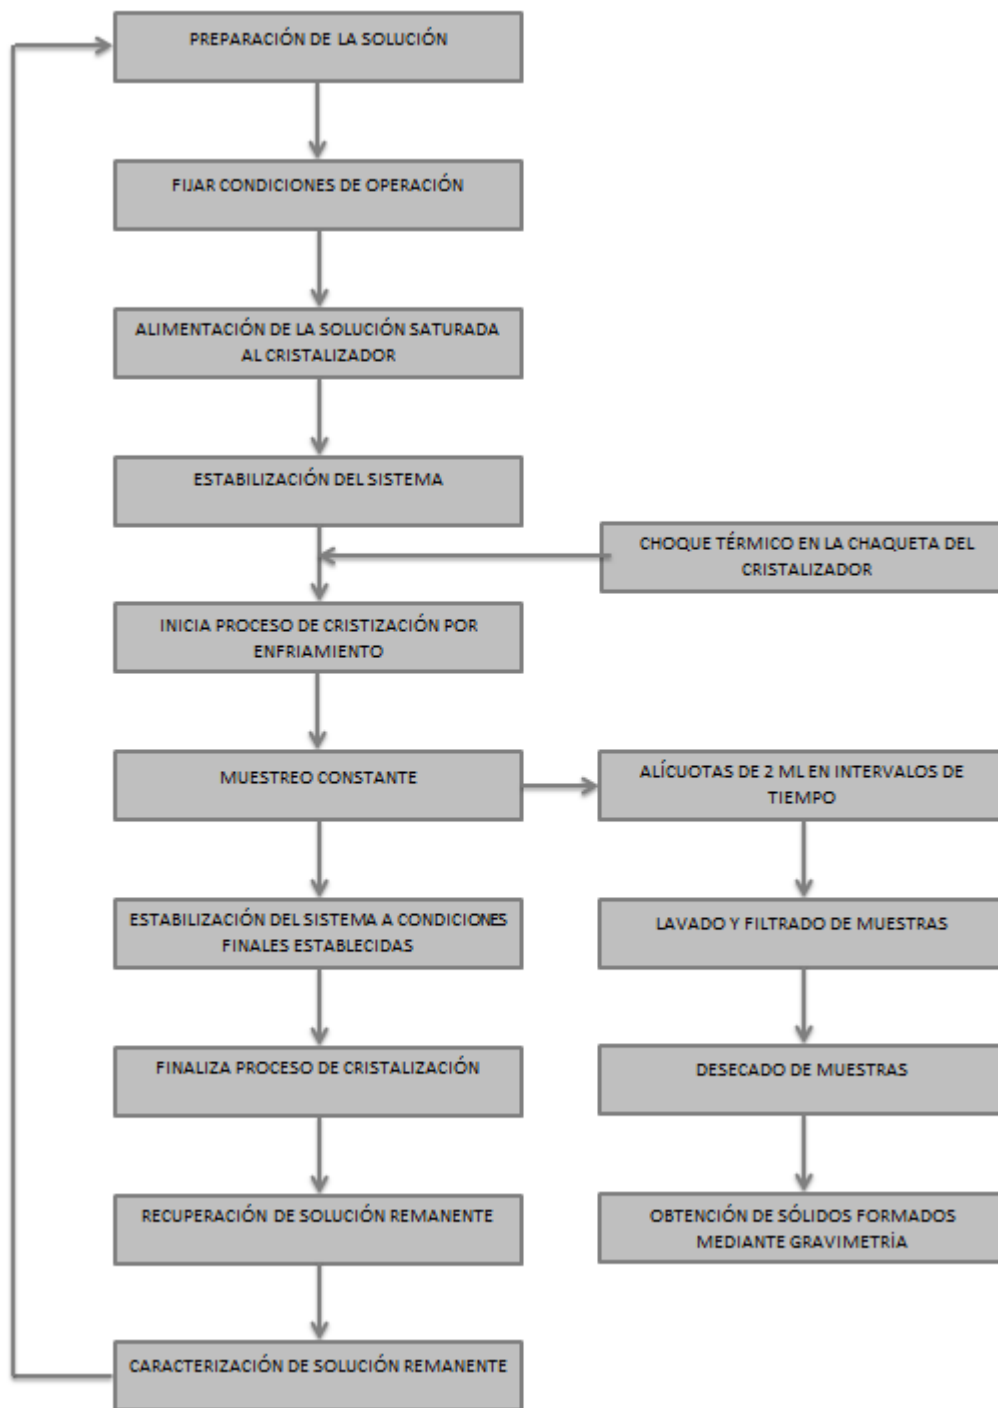 PREPARACIÓN DE LA SOLUCIÓN
FIJAR CONDICIONES DE OPERACIÓN
ALIMENTACIÓN DE LA SOLUCIÓN SATURADA
AL CRISTALIZADOR
ESTABILIZACIÓN DEL SISTEMA
CHOQUE TÉRMICO EN LA CHAQUETA DEL
CRISTALIZADOR
INICIA PROCESO DE CRISTIZACIÓN POR
ENFRIAMIENTO
MUESTREO CONSTANTE
ALÍCUOTAS DE 2 ML EN INTERVALOS DE
TIEMPO
ESTABILIZACIÓN DEL SISTEMA A CONDICIONES
FINALES ESTABLECIDAS
LAVADO Y FILTRADO DE MUESTRAS
FINALIZA PROCESO DE CRISTALIZACIÓN
DESECADO DE MUESTRAS
RECUPERACIÓN DE SOLUCIÓN REMANENTE
OBTENCIÓN DE SÓLIDOS FORMADOS
MEDIANTE GRAVIMETRÍA
CARACTERIZACIÓN DE SOLUCIÓN REMANENTE